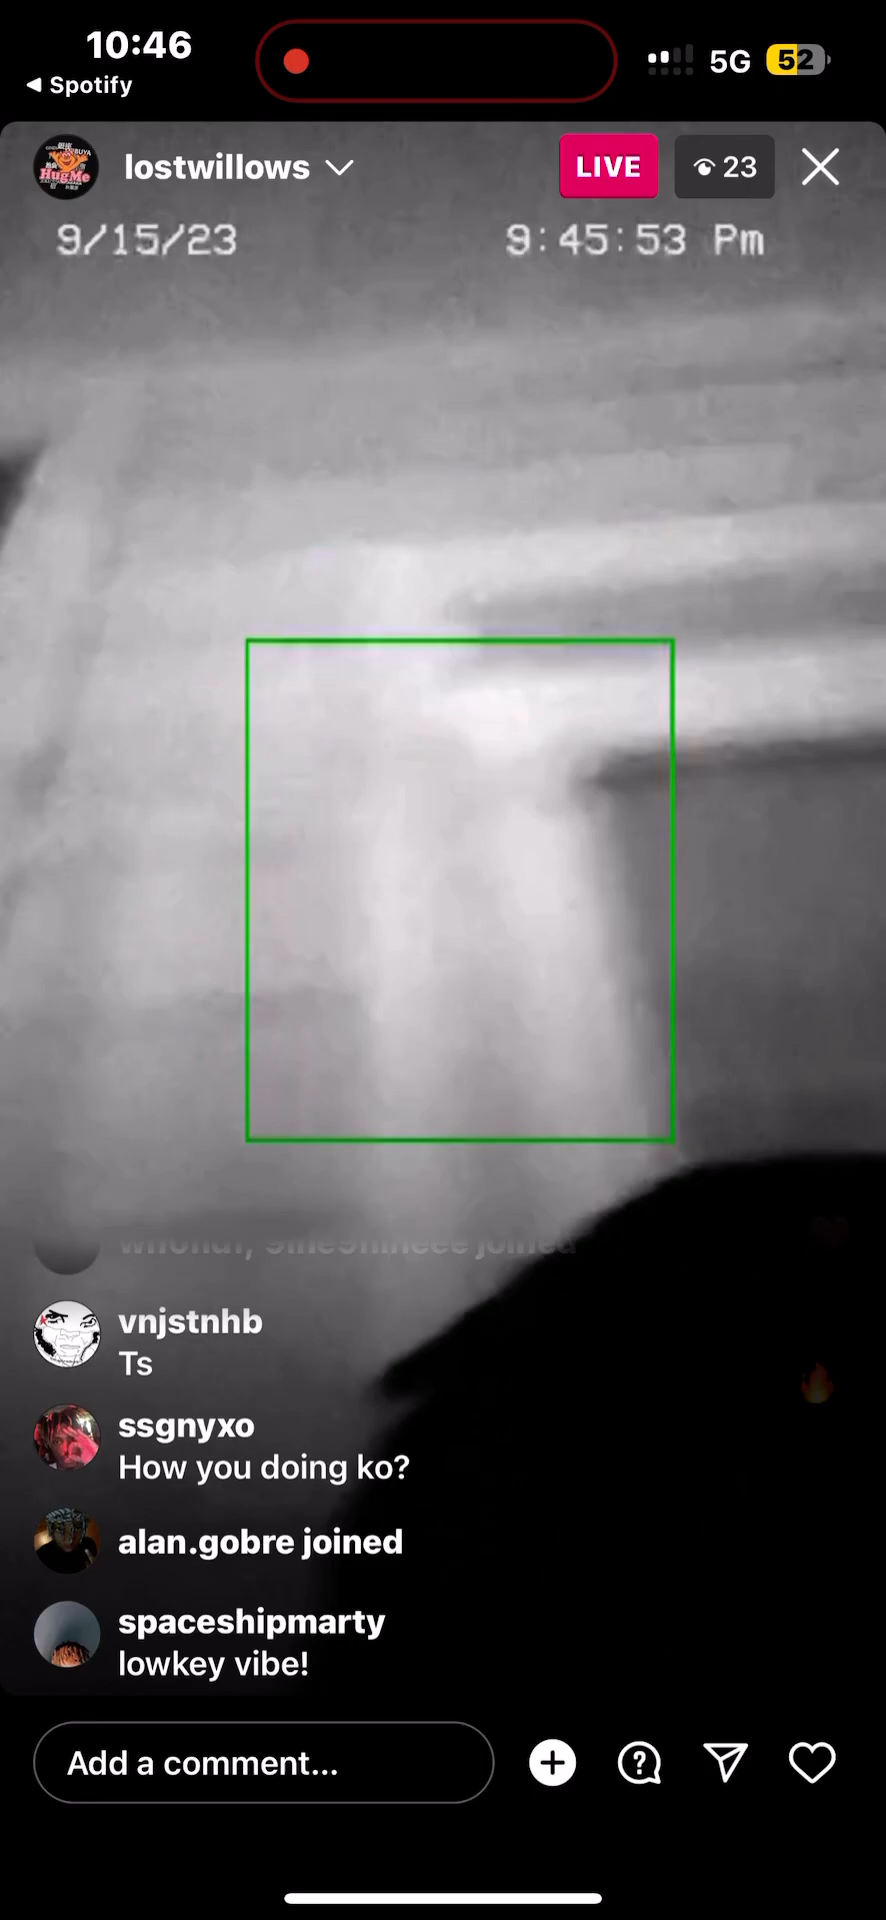 10:46
5G
52
Spotify
HugMe
lostwillows
LIVE
23
9/15/23
9:45:53 Pm
vnjstnhb
Ts
ssgnyxo
How you doing ko?
alan.gobre joined
spaceshipmarty
lowkey vibe!
Add a comment...